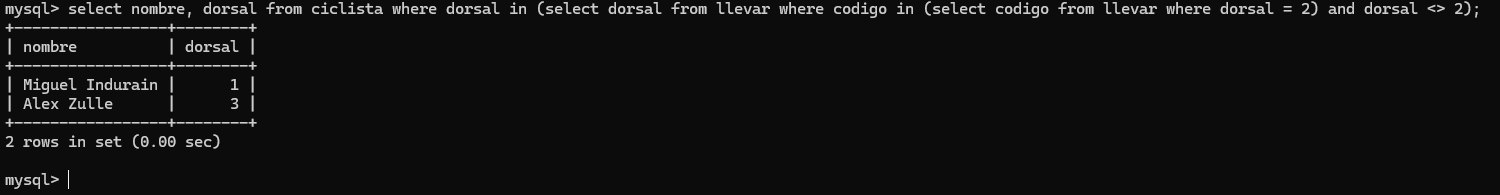 mysql> select nombre, dorsal from ciclista where dorsal in (select dorsal from llevar where codigo in (select codigo from llevar where dorsal = 2) and dorsal <> 2);
+-----------------+--------+
| nombre          | dorsal |
+-----------------+--------+
| Miguel Indurain |      1 |
| Alex Zulle      |      3 |
+-----------------+--------+
2 rows in set (0.00 sec)
mysql>